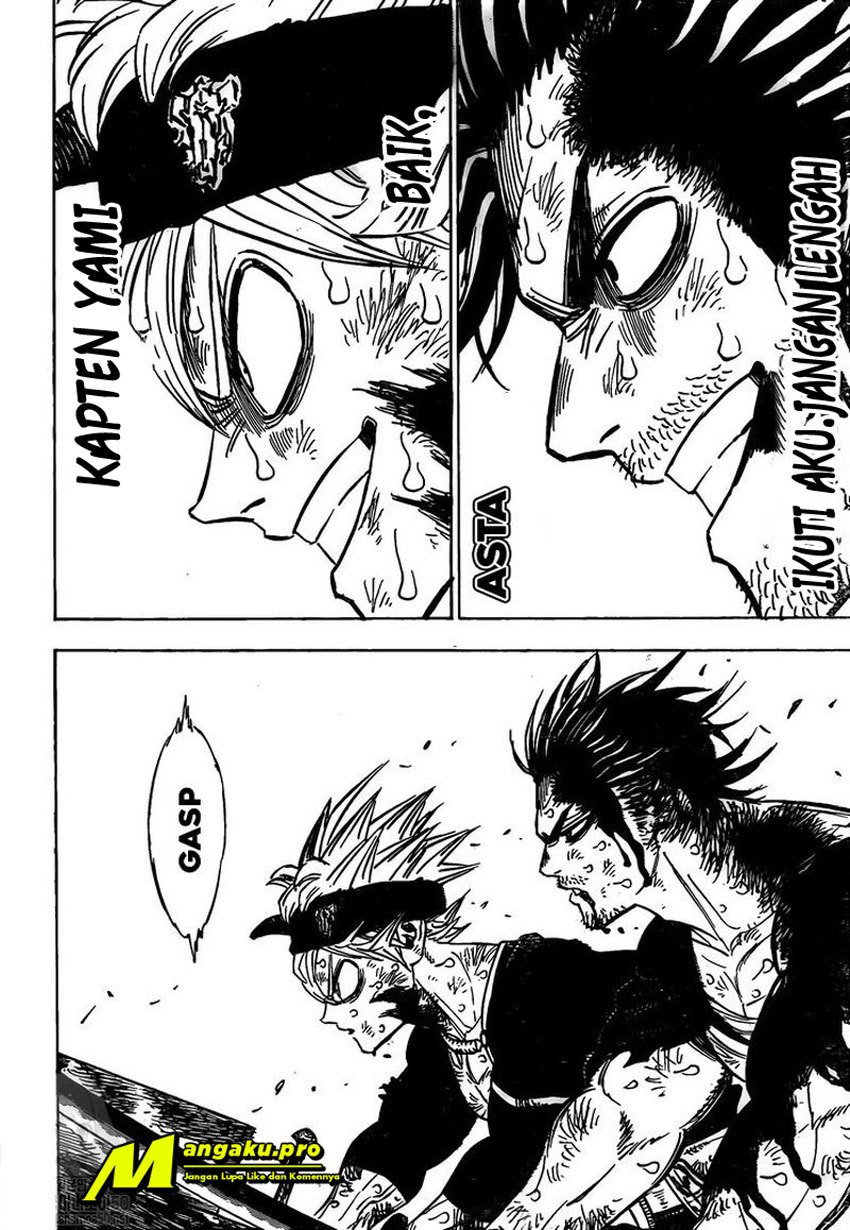 IKUTI AKU. JANGAN LENGAH
ASTA
BAIK,
KAPTEN YAMI
GASP
Mangaku.pro
Jangan Lupa Like dan Komennya